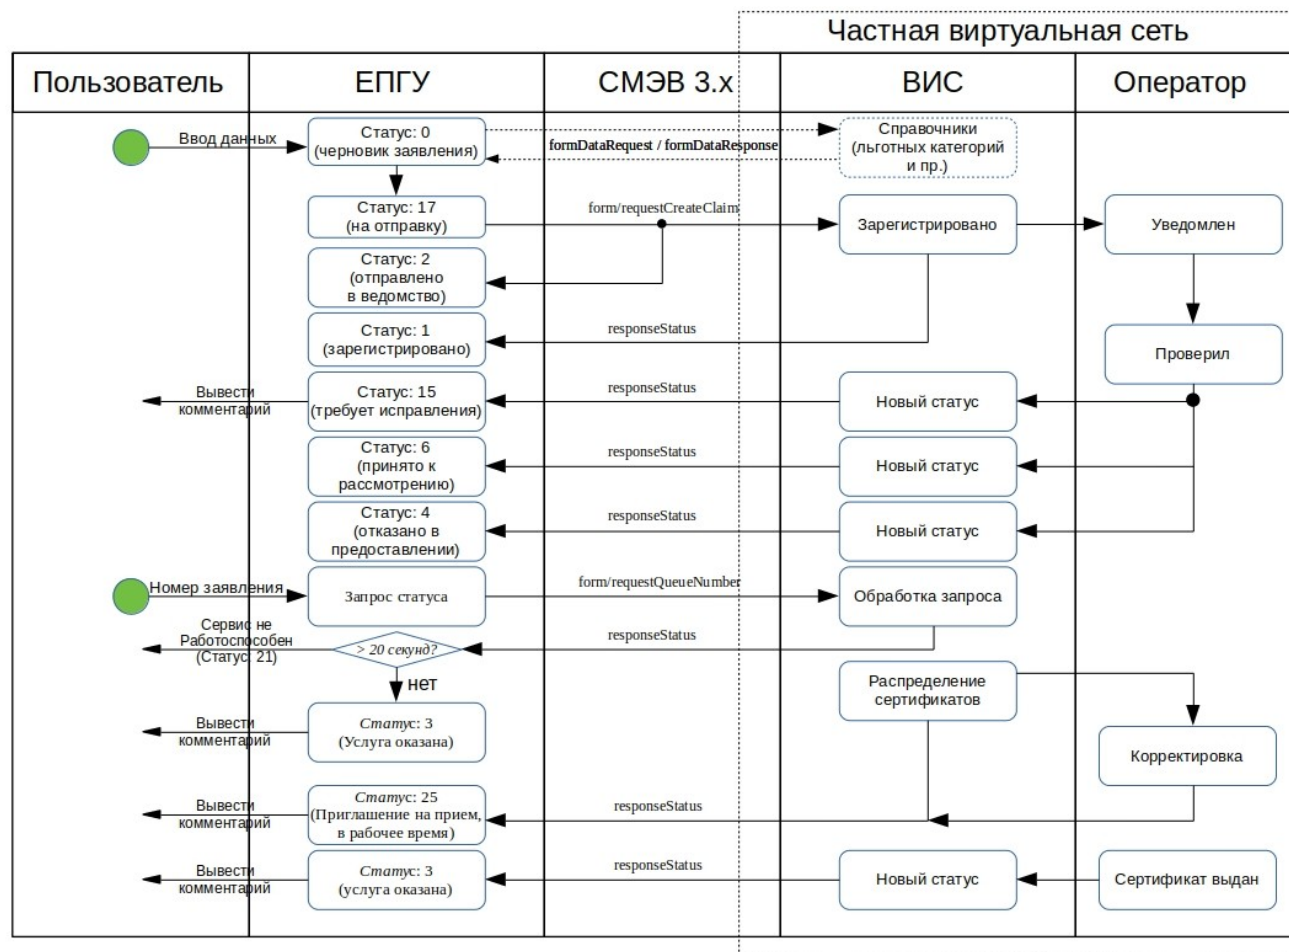 Частная виртуальная сеть
Пользователь
ЕПГУ
СМЭВ 3.x
ВИС
Оператор
Ввод данных
Статус: 0
(черновик заявления)
formDataRequest / formDataResponse
Справочники
(льготных категорий
и пр.)
Статус: 17
(на отправку)
form/requestCreateClaim
Зарегистрировано
Уведомлен
Статус: 2
(отправлено
в ведомство)
Статус: 1
(зарегистрировано)
responseStatus
Проверил
Вывести
комментарий
Статус: 15
(требует исправления)
responseStatus
Новый статус
Статус: 6
(принято к
рассмотрению)
responseStatus
Новый статус
Статус: 4
(отказано в
предоставлении)
responseStatus
Новый статус
Номер заявления
Запрос статуса
form/requestQueueNumber
Обработка запроса
Сервис не
Работоспособен
(Статус: 21)
> 20 секунд?
responseStatus
нет
Распределение
сертификатов
Вывести
комментарий
Статус: 3
(Услуга оказана)
Корректировка
Вывести
комментарий
Статус: 25
(Приглашение на прием,
в рабочее время)
responseStatus
Вывести
комментарий
Статус: 3
(услуга оказана)
responseStatus
Новый статус
Сертификат выдан